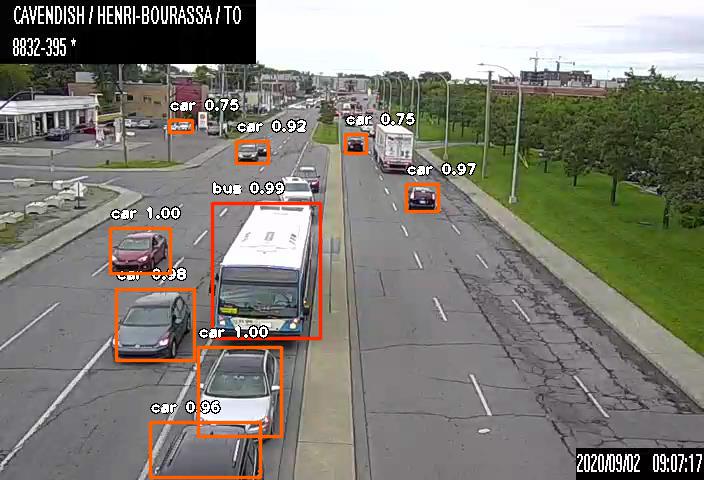 CAVENDISH / HENRI-BOURASSA / TO
8832-395 *
car 0.75
car 0.92
car 0.75
car 0.97
bus 0.99
car 1.00
car 0.98
car 1.00
car 0.96
2020/09/02 09:07:17